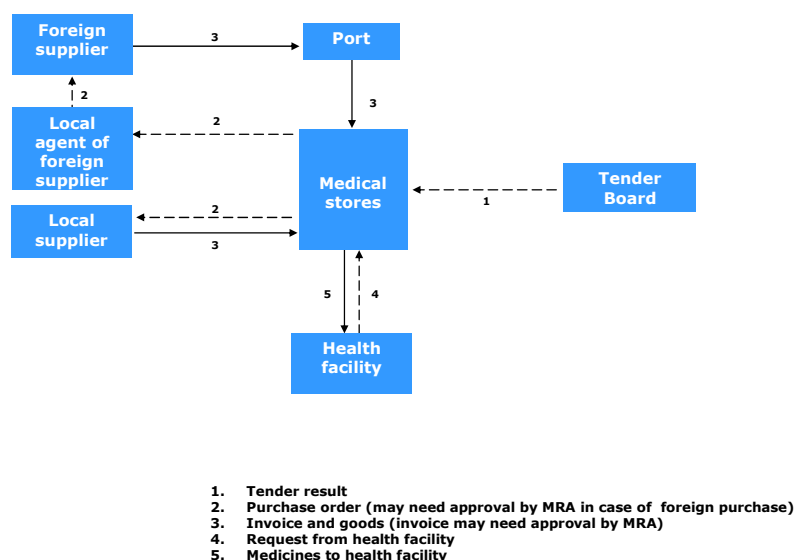 Foreign
supplier
3
Port
2
3
Local
agent of
foreign
supplier
2
Medical
stores
Tender
Board
1
Local
supplier
2
3
5
4
Health
facility
1. Tender result
2. Purchase order (may need approval by MRA in case of foreign purchase)
3. Invoice and goods (invoice may need approval by MRA)
4. Request from health facility
5. Medicines to health facility